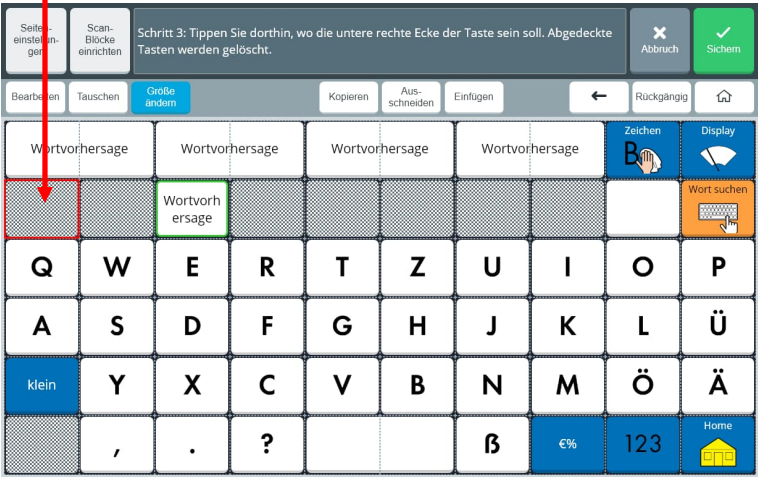 Seiten-
einstellun-
gen
Scan-
Blöcke
einrichten
Schritt 3: Tippen Sie dorthin, wo die untere rechte Ecke der Taste sein soll. Abgedeckte
Tasten werden gelöscht.
Abbruch
Sichern
Bearbeiten
Tauschen
Größe
ändern
Kopieren
Aus-
schneiden
Einfügen
Rückgängig
Wortvorhersage
Wortvorhersage
Wortvorhersage
Wortvorhersage
Zeichen
B
Display
Wortvorh
ersage
Wort suchen
Q W E R T Z U I O P
A S D F G H J K L Ü
klein Y X C V B N M Ö Ä
, . ? ß €% 123 Home